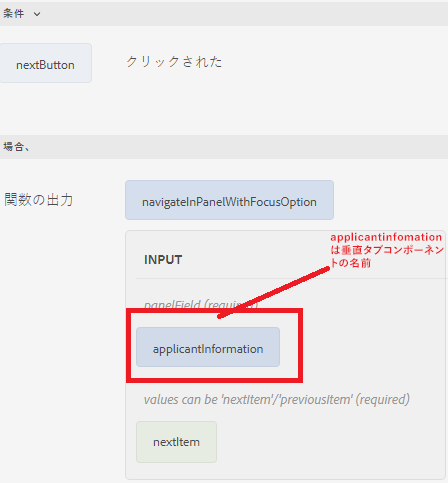 条件
nextButton
クリックされた
場合、
関数の出力
navigateInPanelWithFocusOption
applicantinfomation
は垂直タブコンポーネン
トの名前
INPUT
panelField (required)
applicantInformation
values can be 'nextItem'/'previousItem' (required)
nextItem